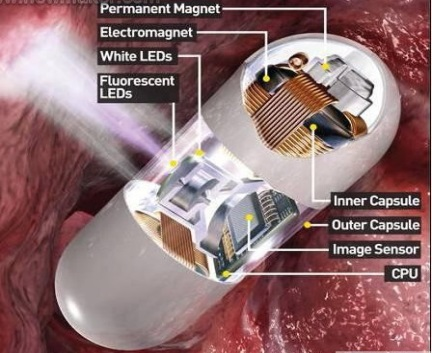 Permanent Magnet
Electromagnet
White LEDs
Fluorescent
LEDs
Inner Capsule
Outer Capsule
Image Sensor
CPU